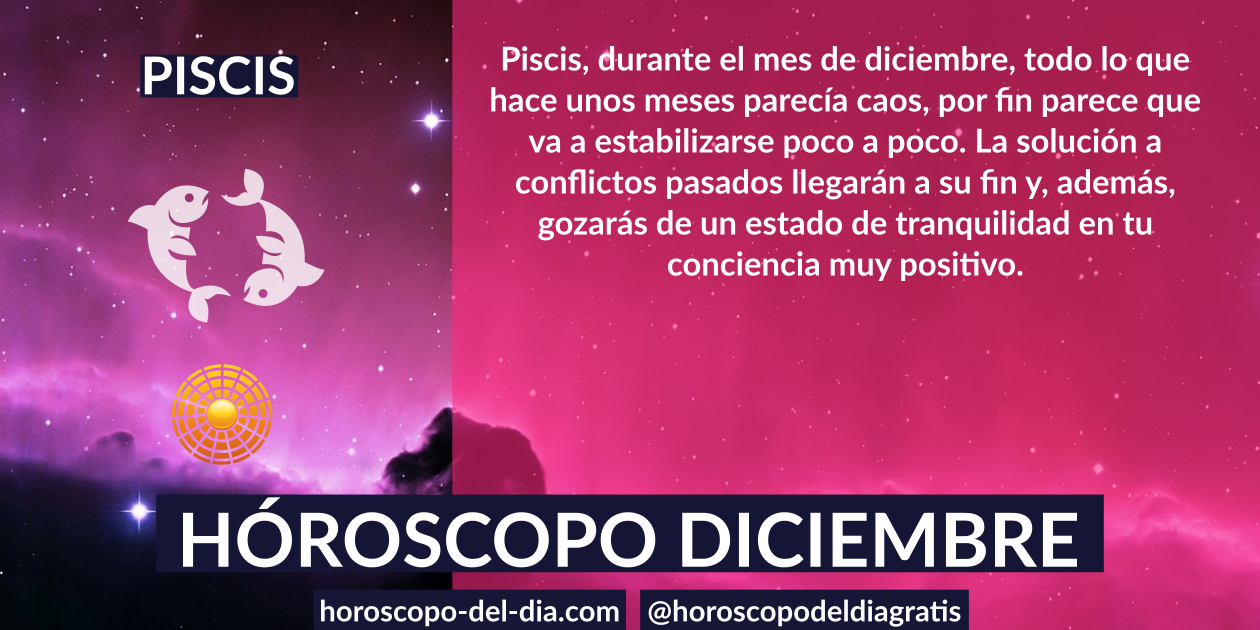 PISCIS
Piscis, durante el mes de diciembre, todo lo que
hace unos meses parecía caos, por fin parece que
va a estabilizarse poco a poco. La solución a
conflictos pasados llegarán a su fin y, además,
gozarás de un estado de tranquilidad en tu
conciencia muy positivo.
HÓROSCOPO DICIEMBRE
horoscopo-del-dia.com
@horoscopodeldiagratis